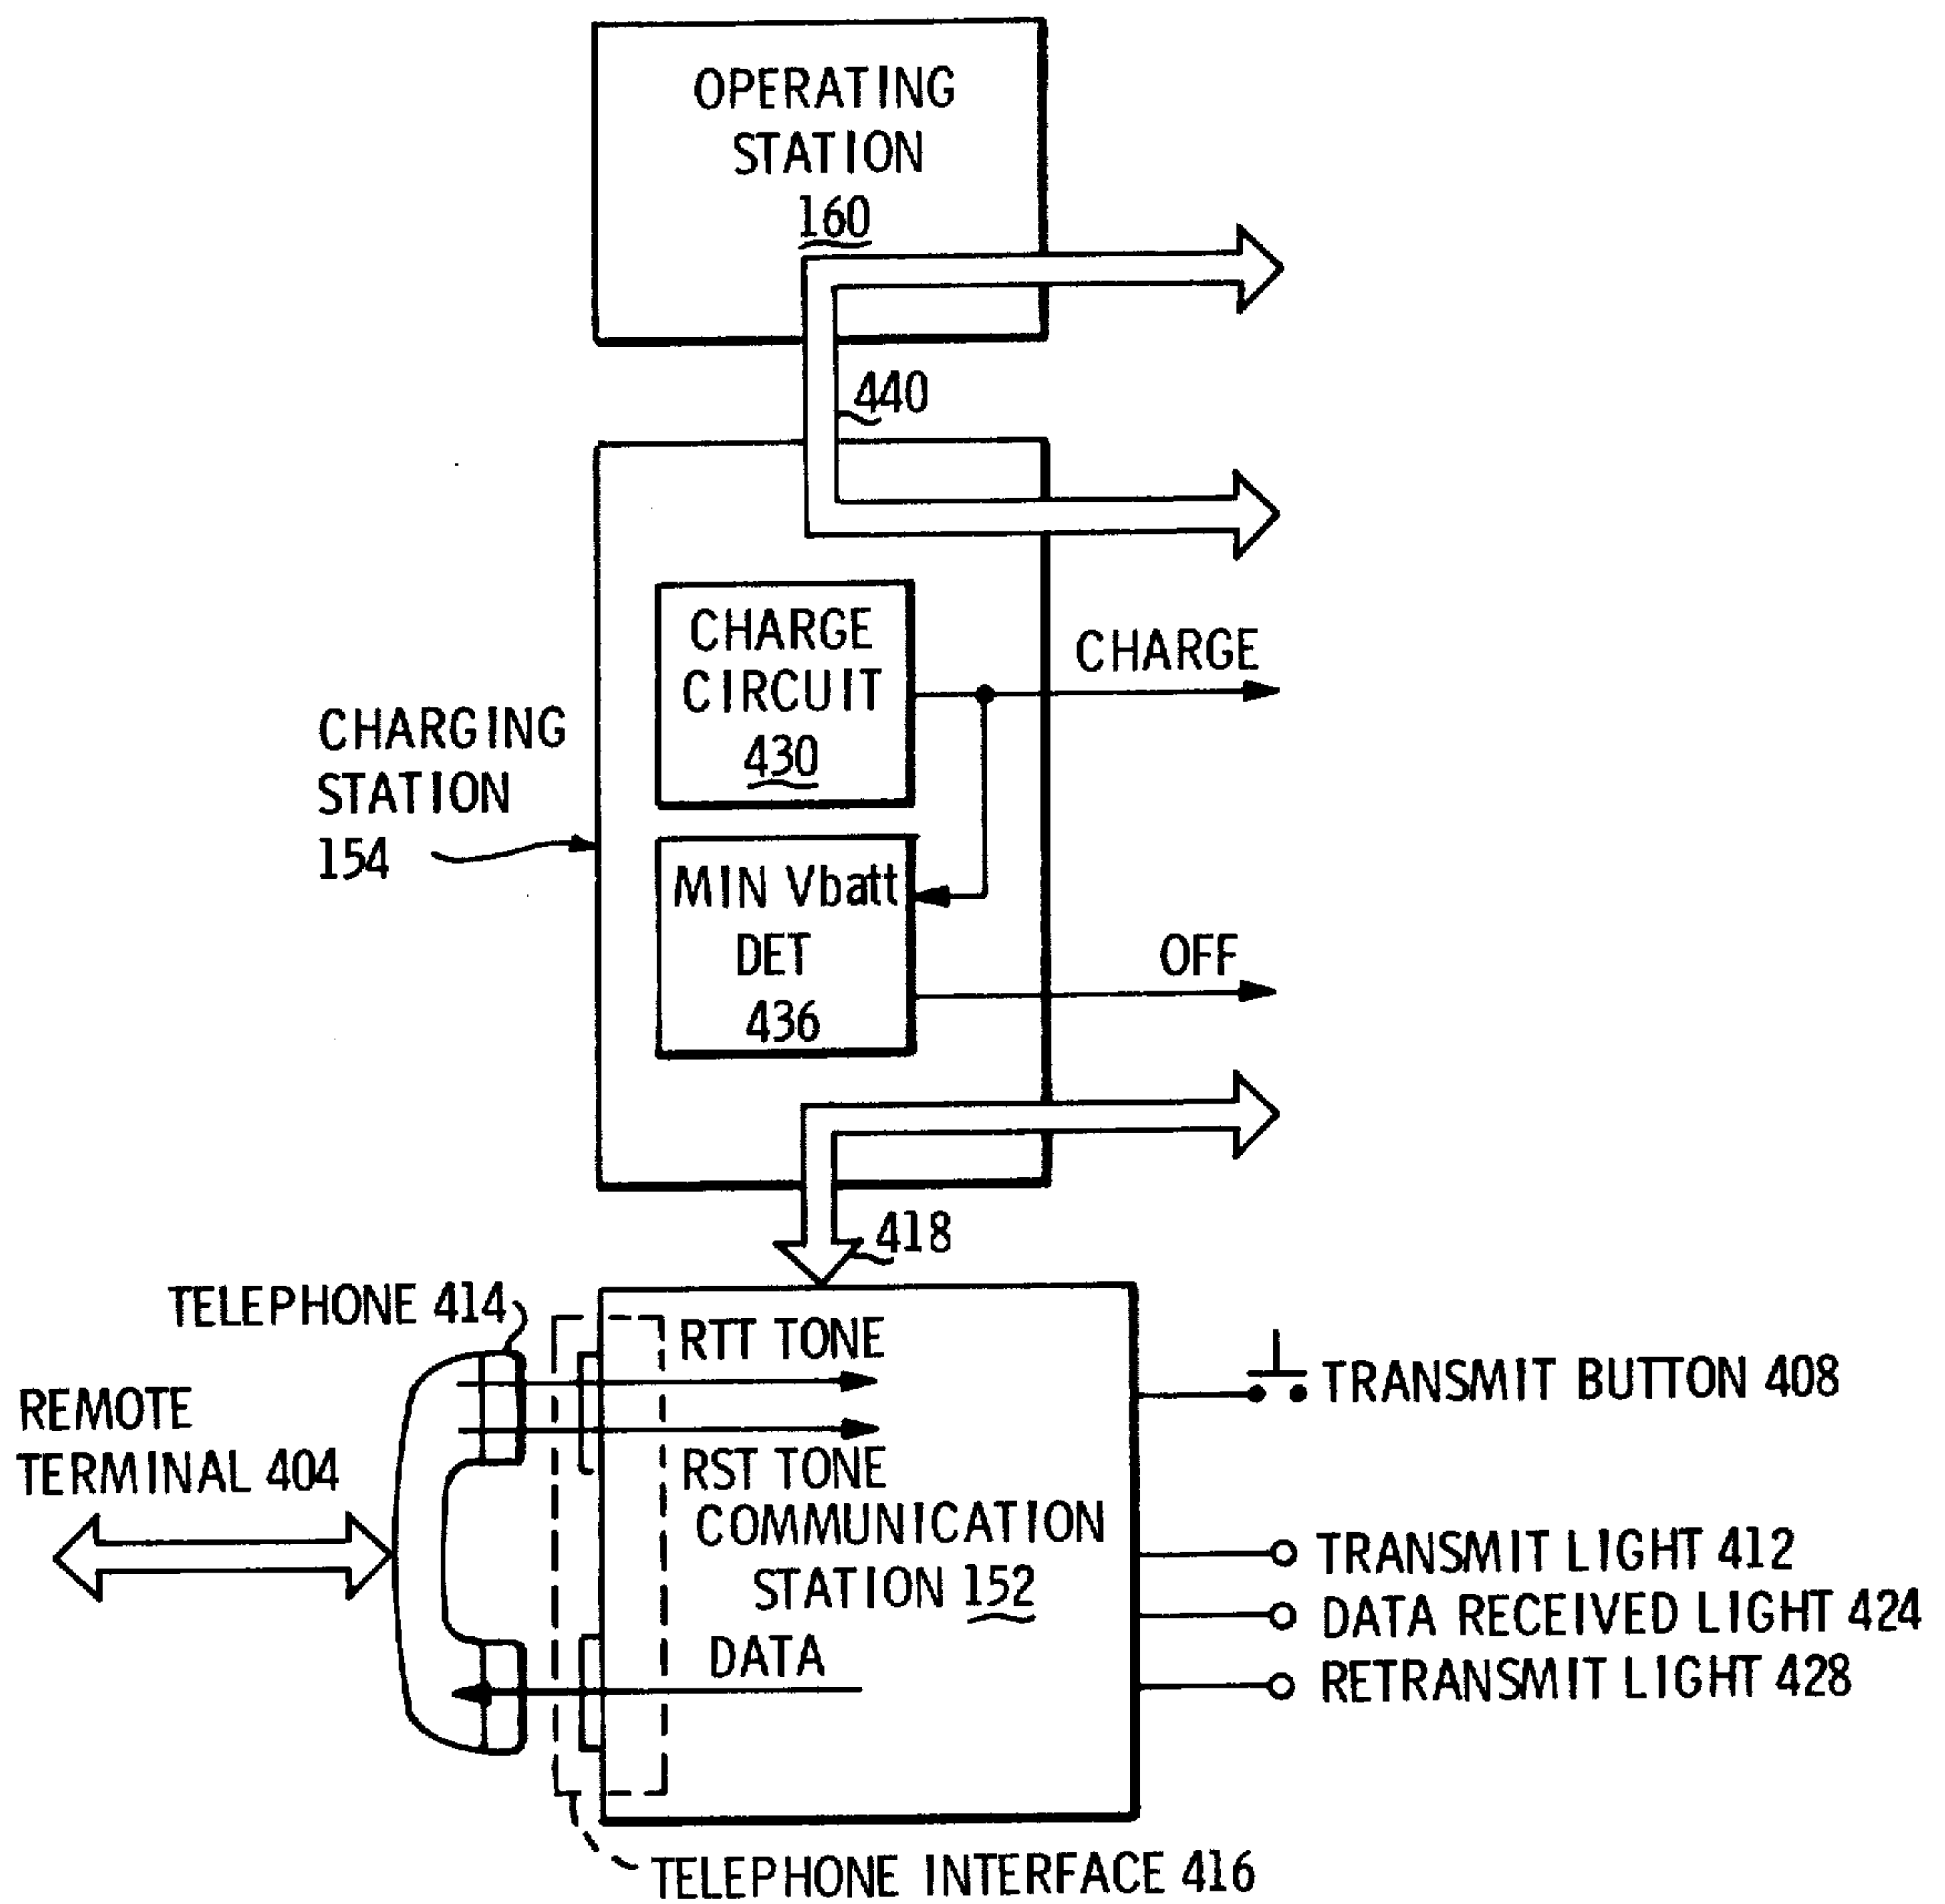 OPERATING
STATION
160
440
CHARGE
CIRCUIT
430
CHARGE
CHARGING
STATION
154
MIN Vbatt
DET
436
OFF
418
TELEPHONE 414
RTT TONE
REMOTE
TERMINAL 404
RST TONE
COMMUNICATION
STATION 152
DATA
TRANSMIT BUTTON 408
TRANSMIT LIGHT 412
DATA RECEIVED LIGHT 424
RETRANSMIT LIGHT 428
TELEPHONE INTERFACE 416